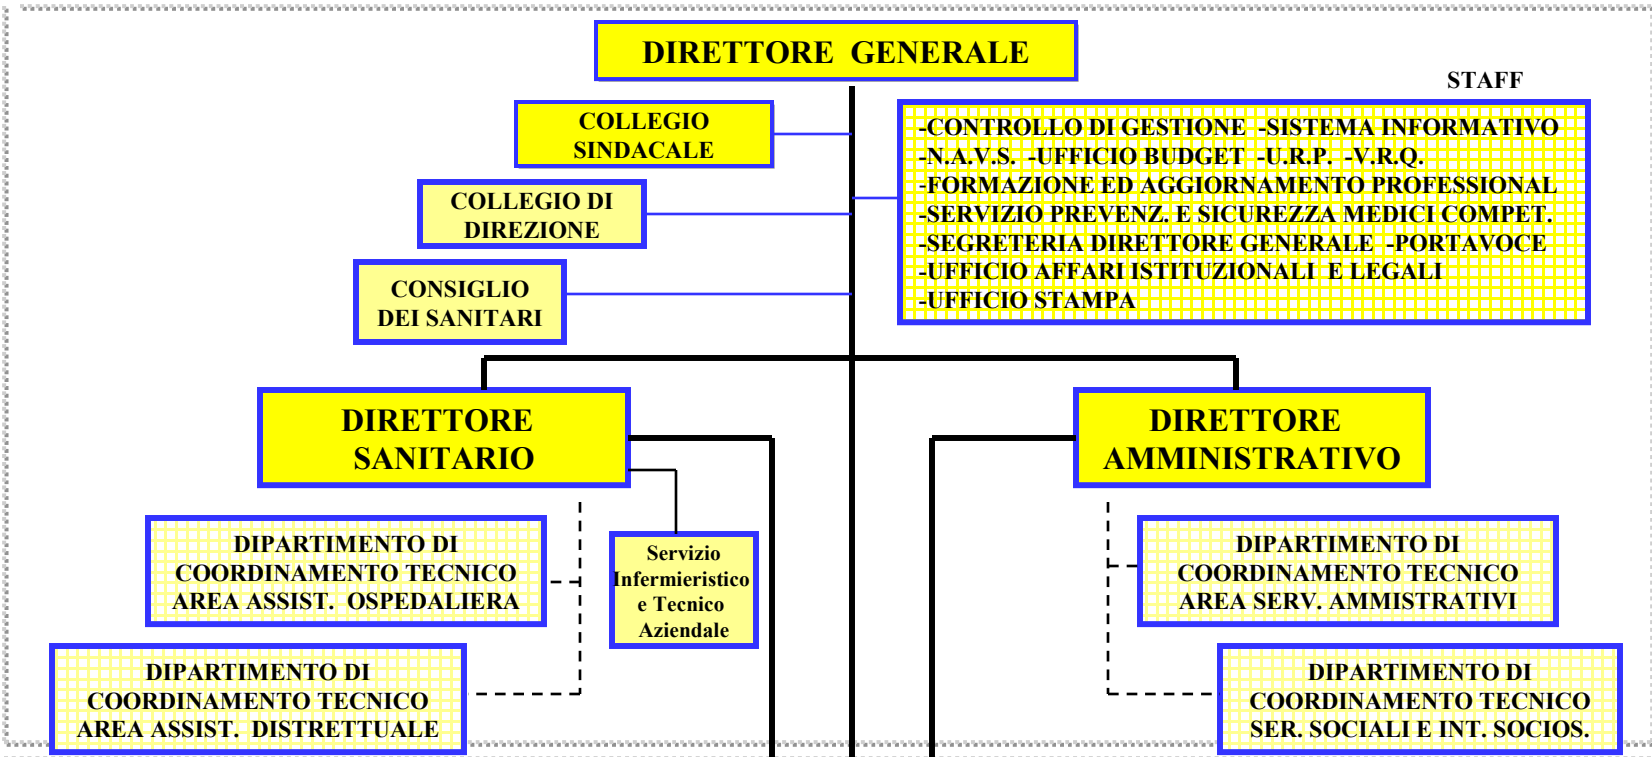 DIRETTORE GENERALE
STAFF
COLLEGIO
SINDACALE
-CONTROLLO DI GESTIONE -SISTEMA INFORMATIVO
-N.A.V.S. -UFFICIO BUDGET -U.R.P. -V.R.Q.
-FORMAZIONE ED AGGIORNAMENTO PROFESSIONAL
-SERVIZIO PREVENZ. E SICUREZZA MEDICI COMPET.
-SEGRETERIA DIRETTORE GENERALE -PORTAVOCE
-UFFICIO AFFARI ISTITUZIONALI E LEGALI
-UFFICIO STAMPA
COLLEGIO DI
DIREZIONE
CONSIGLIO
DEI SANITARI
DIRETTORE
SANITARIO
DIRETTORE
AMMINISTRATIVO
DIPARTIMENTO DI
COORDINAMENTO TECNICO
AREA ASSIST. OSPEDALIERA
Servizio
Infermieristico
e Tecnico
Aziendale
DIPARTIMENTO DI
COORDINAMENTO TECNICO
AREA SERV. AMMISTRATIVI
DIPARTIMENTO DI
COORDINAMENTO TECNICO
AREA ASSIST. DISTRETTUALE
DIPARTIMENTO DI
COORDINAMENTO TECNICO
SER. SOCIALI E INT. SOCIOS.